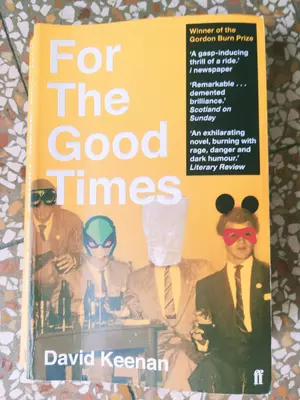 For
The
Good
Times
Winner of the
Gordon Burn Prize
‘A gasp-inducing
thrill of a ride.’
i newspaper
‘Remarkable . . .
demented
brilliance.’
Scotland on
Sunday
‘An exhilarating
novel, burning with
rage, danger and
dark humour.’
Literary Review
David Keenan
ff